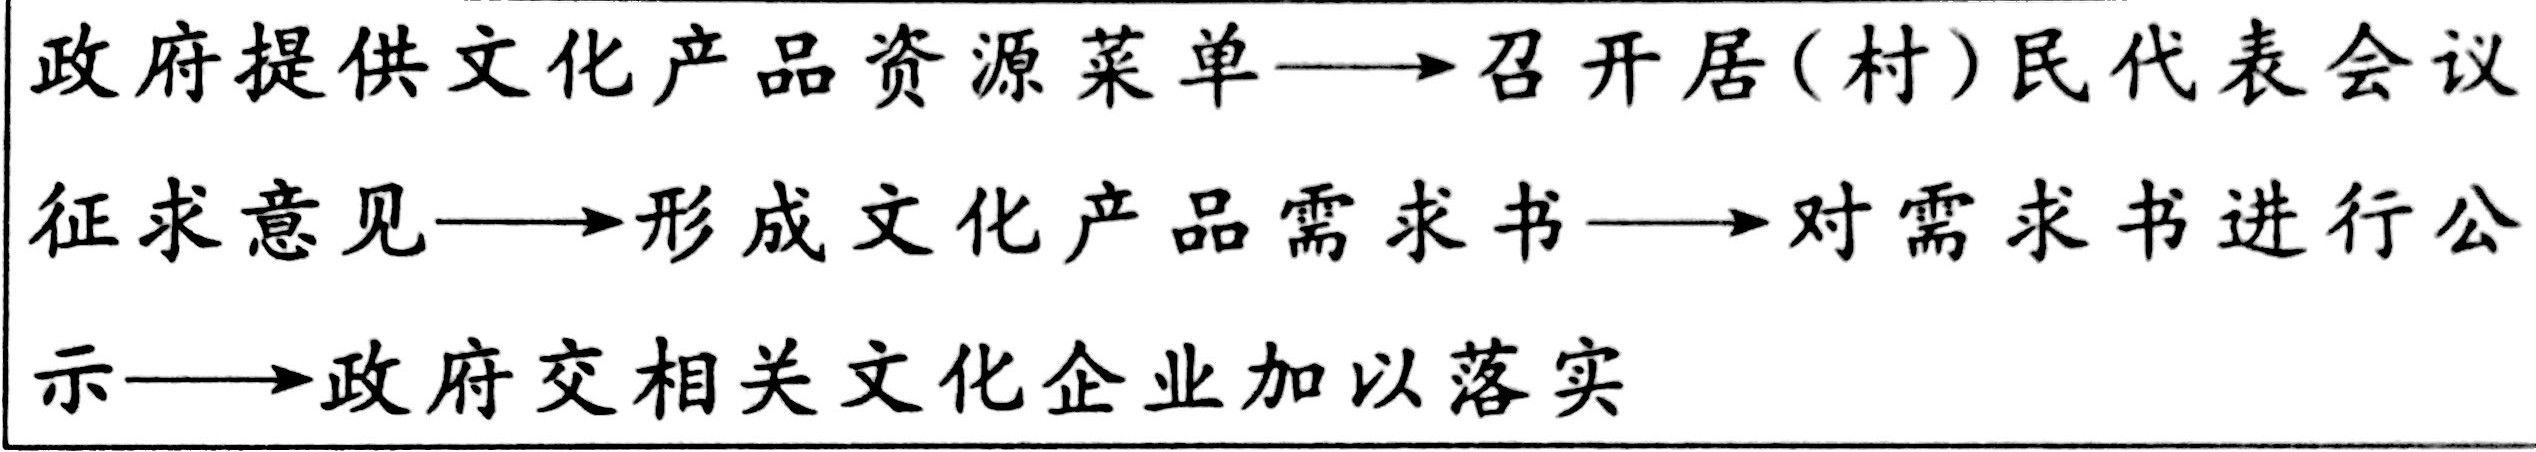 政府提供文化产品资源菜单⟶召开居(村)民代表会议
征求意见⟶形成文化产品需求书⟶对需求书进行公
示⟶政府交相关文化企业加以落实